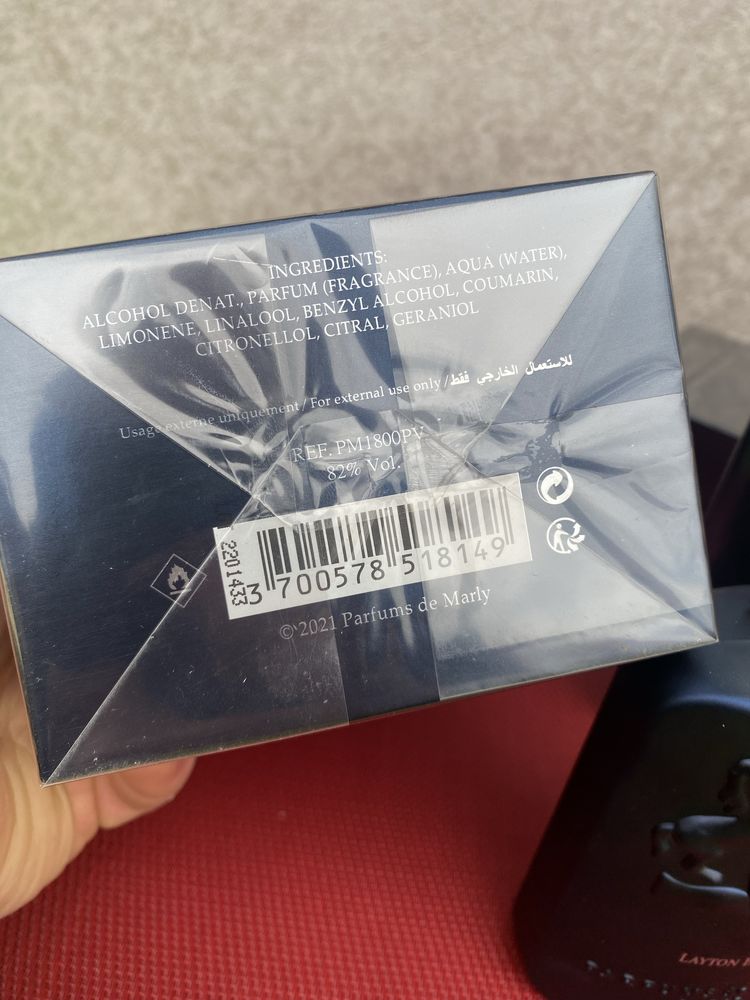 INGREDIENTS:
ALCOHOL DENAT., PARFUM (FRAGRANCE), AQUA (WATER),
LIMONENE, LINALOOL, BENZYL ALCOHOL, COUMARIN,
CITRONELLOL, CITRAL, GERANIOL
Usage externe uniquement / For external use only / للاستعمال الخارجي فقط
REF. PM1800PV
82% Vol.
2201433
3 700578 518149
© 2021 Parfums de Marly
LAYTON